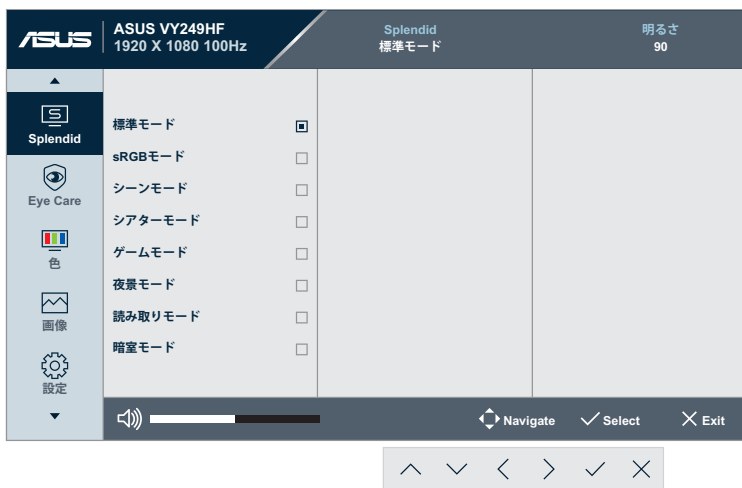 ASUS
ASUS VY249HF
1920 X 1080 100Hz
Splendid
標準モード
明るさ
90
Splendid
Eye Care
色
画像
設定
標準モード
sRGBモード
シーンモード
シアターモード
ゲームモード
夜景モード
読み取りモード
暗室モード
Navigate
Select
Exit